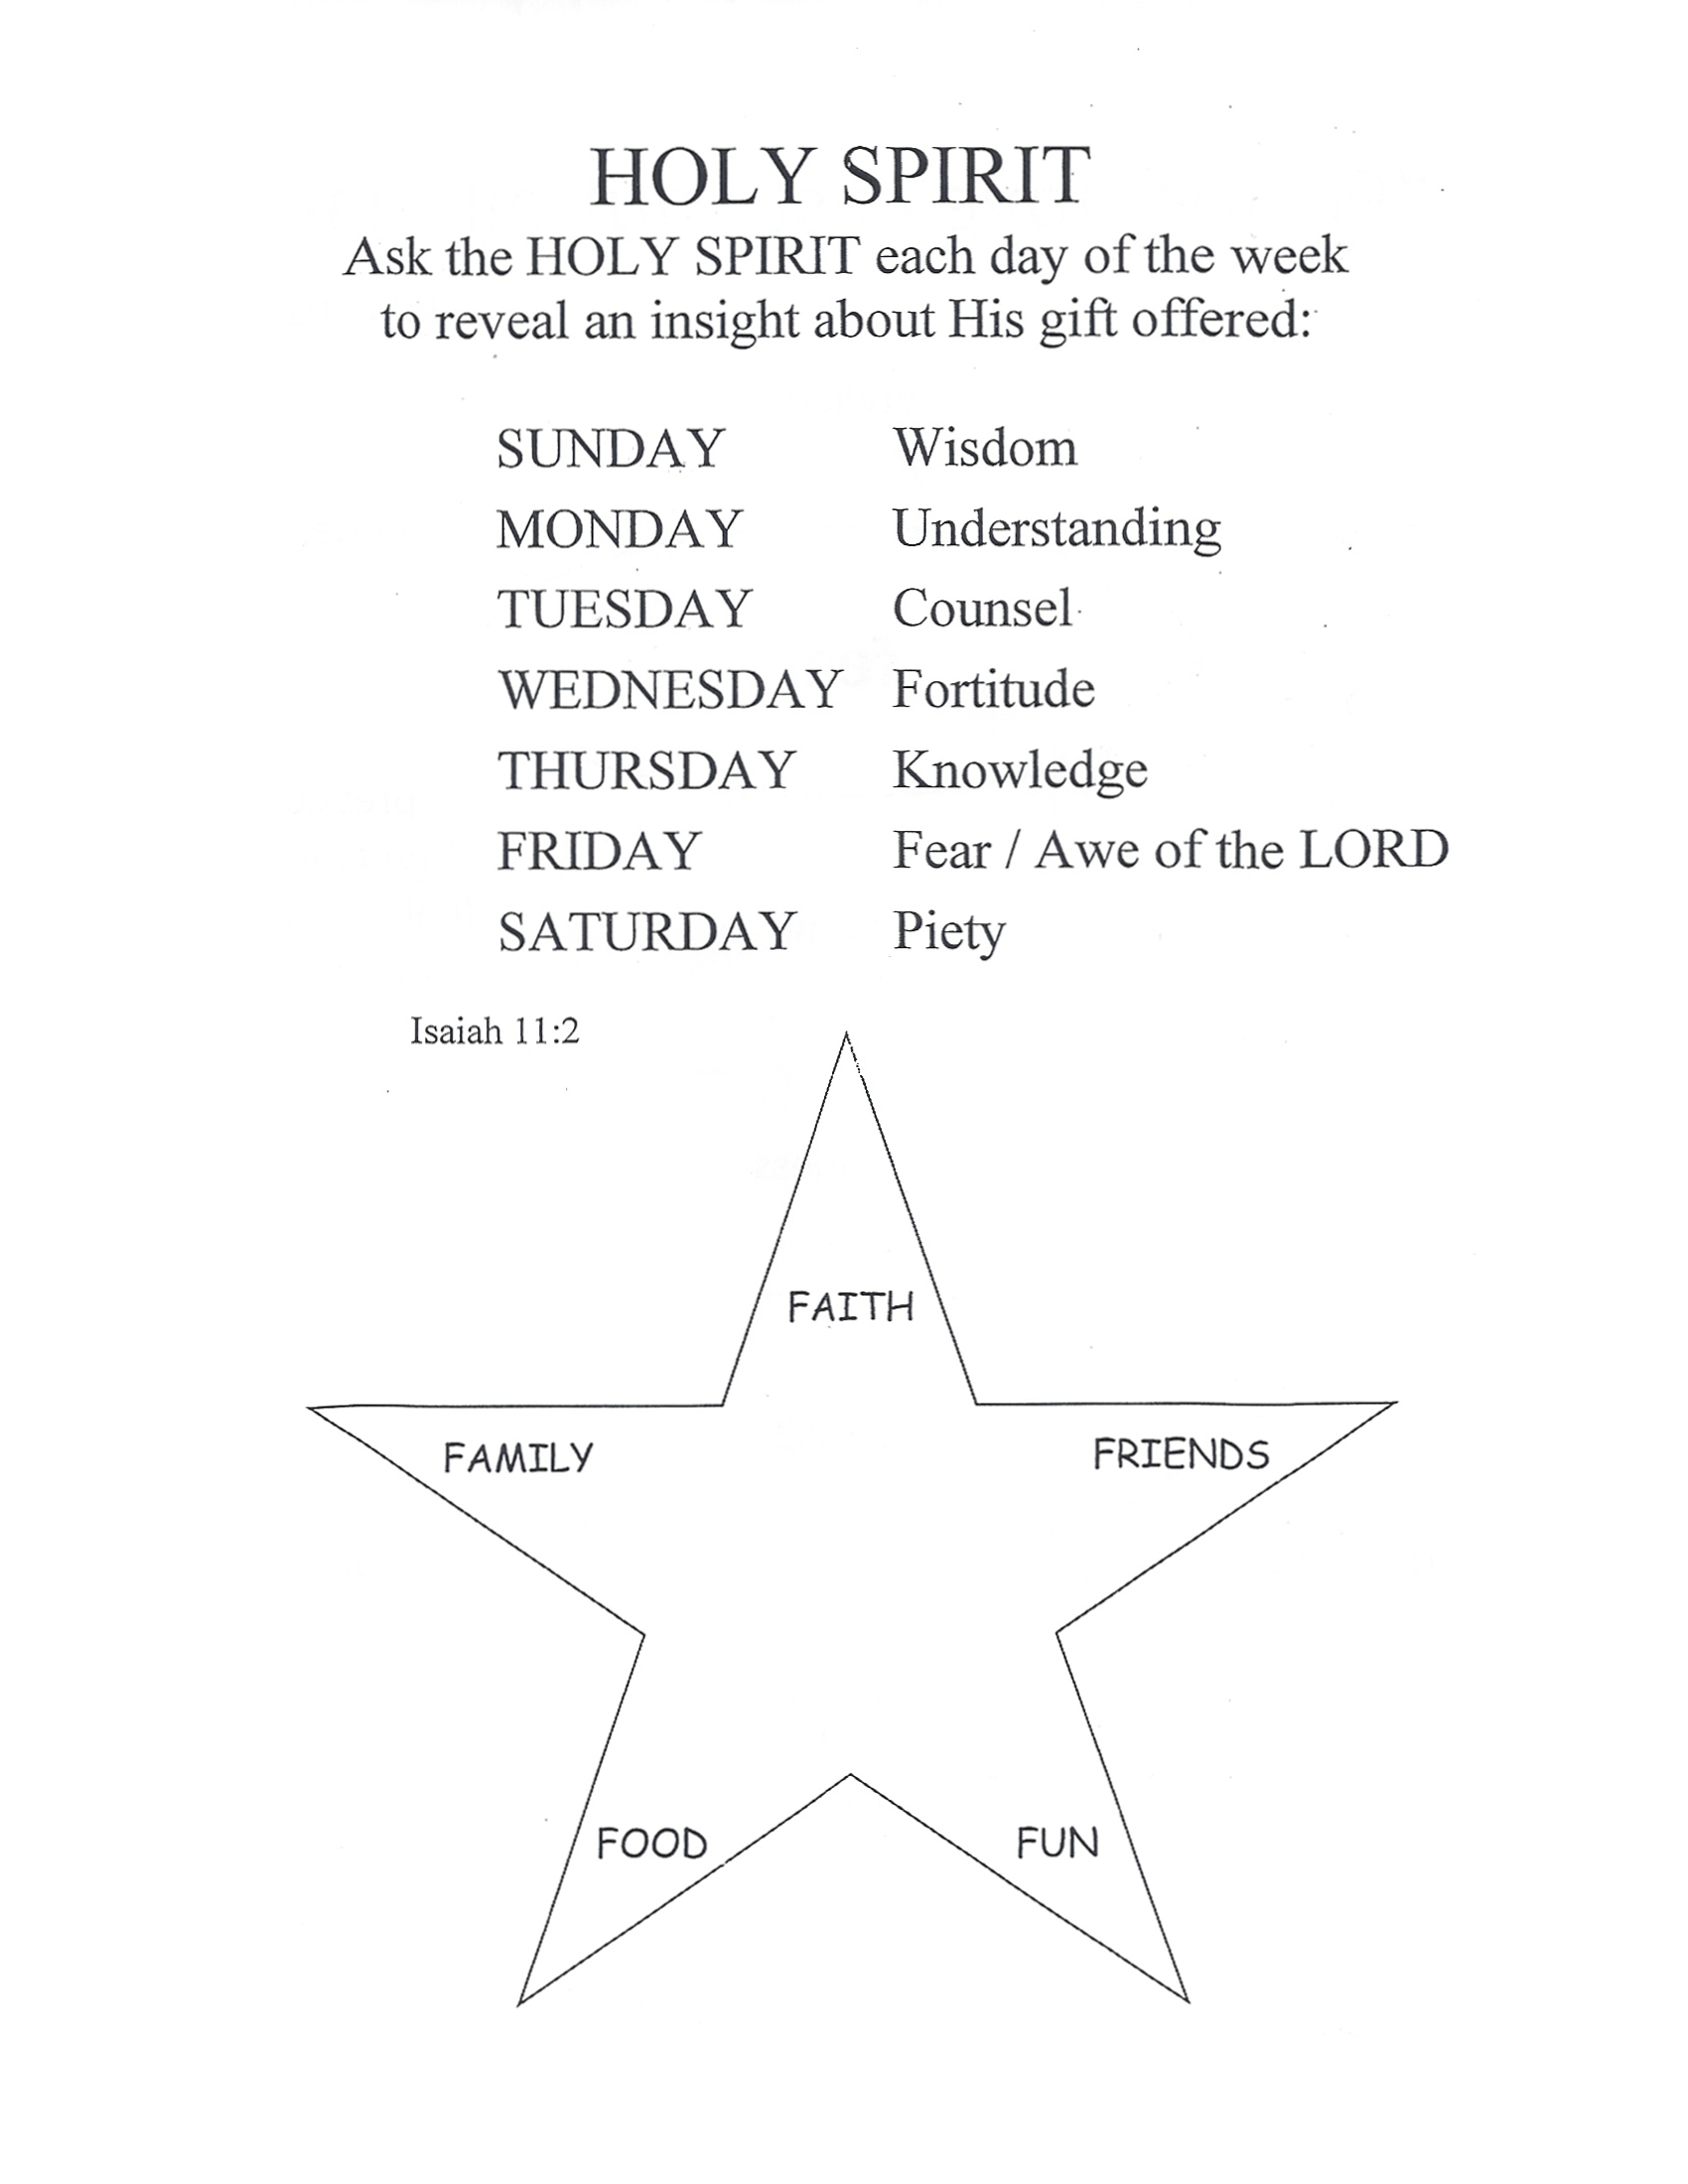 HOLY SPIRIT
Ask the HOLY SPIRIT each day of the week
to reveal an insight about His gift offered:
SUNDAY Wisdom
MONDAY Understanding
TUESDAY Counsel
WEDNESDAY Fortitude
THURSDAY Knowledge
FRIDAY Fear / Awe of the LORD
SATURDAY Piety
Isaiah 11:2
FAITH
FAMILY FRIENDS
FOOD FUN